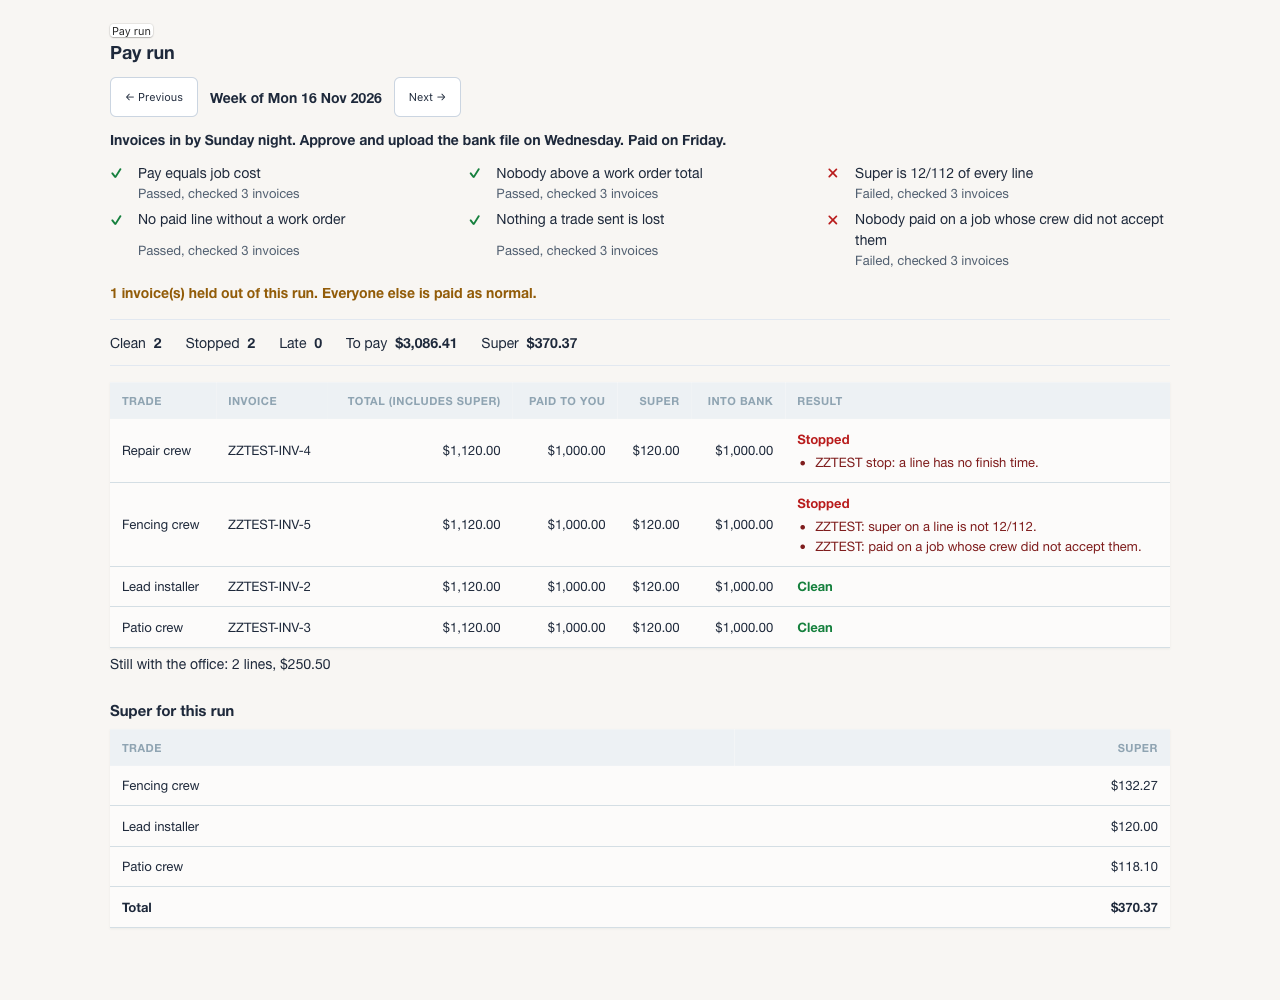 Pay run
Pay run
← Previous
Week of Mon 16 Nov 2026
Next →
Invoices in by Sunday night. Approve and upload the bank file on Wednesday. Paid on Friday.
Pay equals job cost
Passed, checked 3 invoices
Nobody above a work order total
Passed, checked 3 invoices
Super is 12/112 of every line
Failed, checked 3 invoices
No paid line without a work order
Passed, checked 3 invoices
Nothing a trade sent is lost
Passed, checked 3 invoices
Nobody paid on a job whose crew did not accept
them
Failed, checked 3 invoices
1 invoice(s) held out of this run. Everyone else is paid as normal.
Clean 2 Stopped 2 Late 0 To pay $3,086.41 Super $370.37
TRADE INVOICE TOTAL (INCLUDES SUPER) PAID TO YOU SUPER INTO BANK RESULT
Repair crew ZZTEST-INV-4 $1,120.00 $1,000.00 $120.00 $1,000.00 Stopped
• ZZTEST stop: a line has no finish time.
Fencing crew ZZTEST-INV-5 $1,120.00 $1,000.00 $120.00 $1,000.00 Stopped
• ZZTEST: super on a line is not 12/112.
• ZZTEST: paid on a job whose crew did not accept them.
Lead installer ZZTEST-INV-2 $1,120.00 $1,000.00 $120.00 $1,000.00 Clean
Patio crew ZZTEST-INV-3 $1,120.00 $1,000.00 $120.00 $1,000.00 Clean
Still with the office: 2 lines, $250.50
Super for this run
TRADE SUPER
Fencing crew $132.27
Lead installer $120.00
Patio crew $118.10
Total $370.37